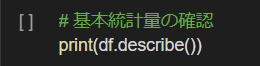 [ ] # 基本統計量の確認
print(df.describe())